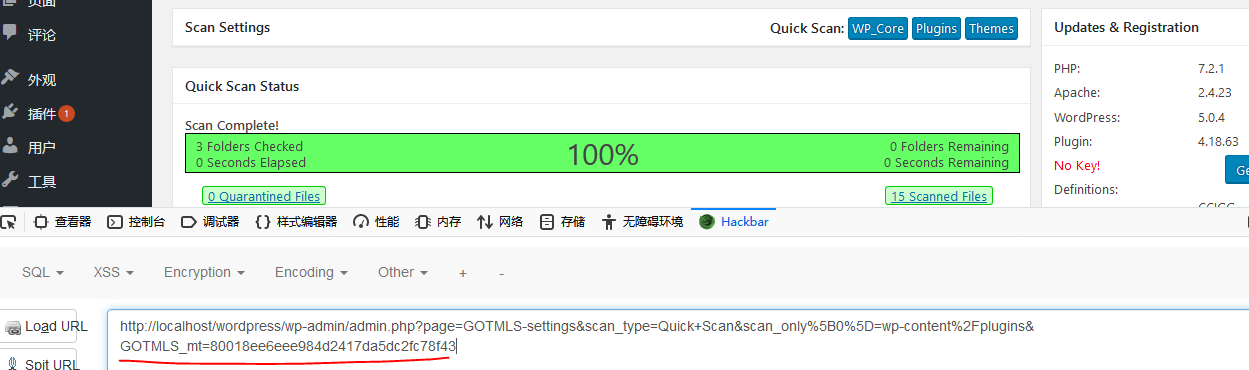 页面
评论
外观
插件 1
用户
工具
Scan Settings
Quick Scan: WP_Core Plugins Themes
Quick Scan Status
Scan Complete!
3 Folders Checked
0 Seconds Elapsed
100%
0 Folders Remaining
0 Seconds Remaining
0 Quarantined Files
15 Scanned Files
Updates & Registration
PHP: 7.2.1
Apache: 2.4.23
WordPress: 5.0.4
Plugin: 4.18.63
No Key!
Definitions:
查看器 控制台 调试器 样式编辑器 性能 内存 网络 存储 无障碍环境 Hackbar
SQL XSS Encryption Encoding Other + -
Load URL
Spit URL
http://localhost/wordpress/wp-admin/admin.php?page=GOTMLS-settings&scan_type=Quick+Scan&scan_only%5B0%5D=wp-content%2Fplugins&
GOTMLS_mt=80018ee6eee984d2417da5dc2fc78f43